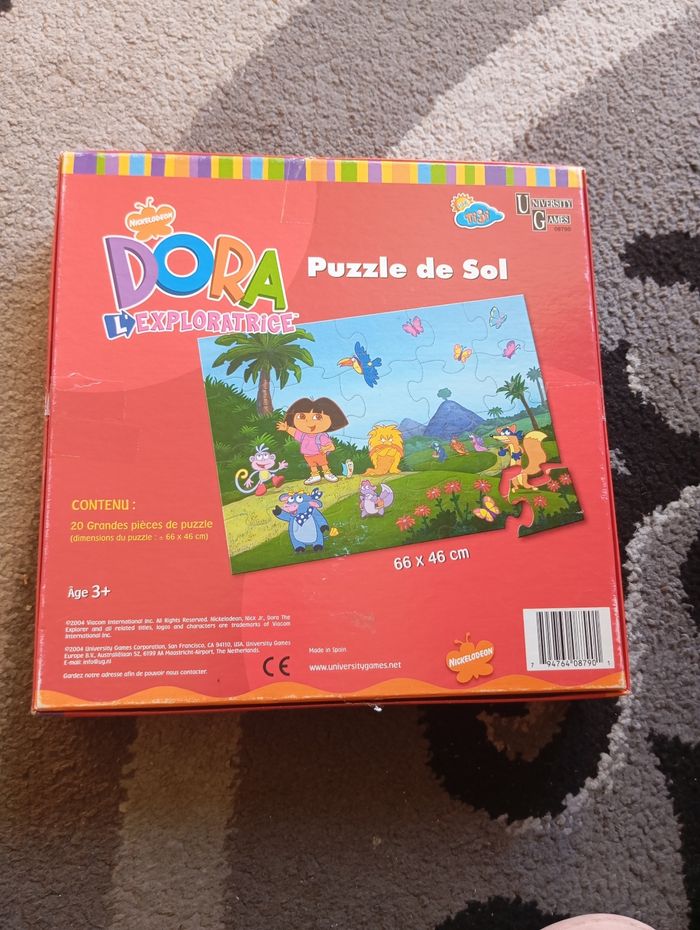 NICKELODEON
DORA
L'EXPLORATRICE™
Puzzle de Sol
TiJi
UNIVERSITY
GAMES
08790
CONTENU :
20 Grandes pièces de puzzle
(dimensions du puzzle : ± 66 x 46 cm)
66 x 46 cm
Âge 3+
©2004 Viacom International Inc. All Rights Reserved. Nickelodeon, Nick Jr., Dora The
Explorer and all related titles, logos and characters are trademarks of Viacom
International Inc.
©2004 University Games Corporation, San Francisco, CA 94110, USA. University Games
Europe B.V., Australiëlaan 52, 6199 AA Maastricht-Airport, The Netherlands.
E-mail: info@ug.nl
Gardez notre adresse afin de pouvoir nous contacter.
CE
Made in Spain
www.universitygames.net
NICKELODEON
7 94764 08790 1